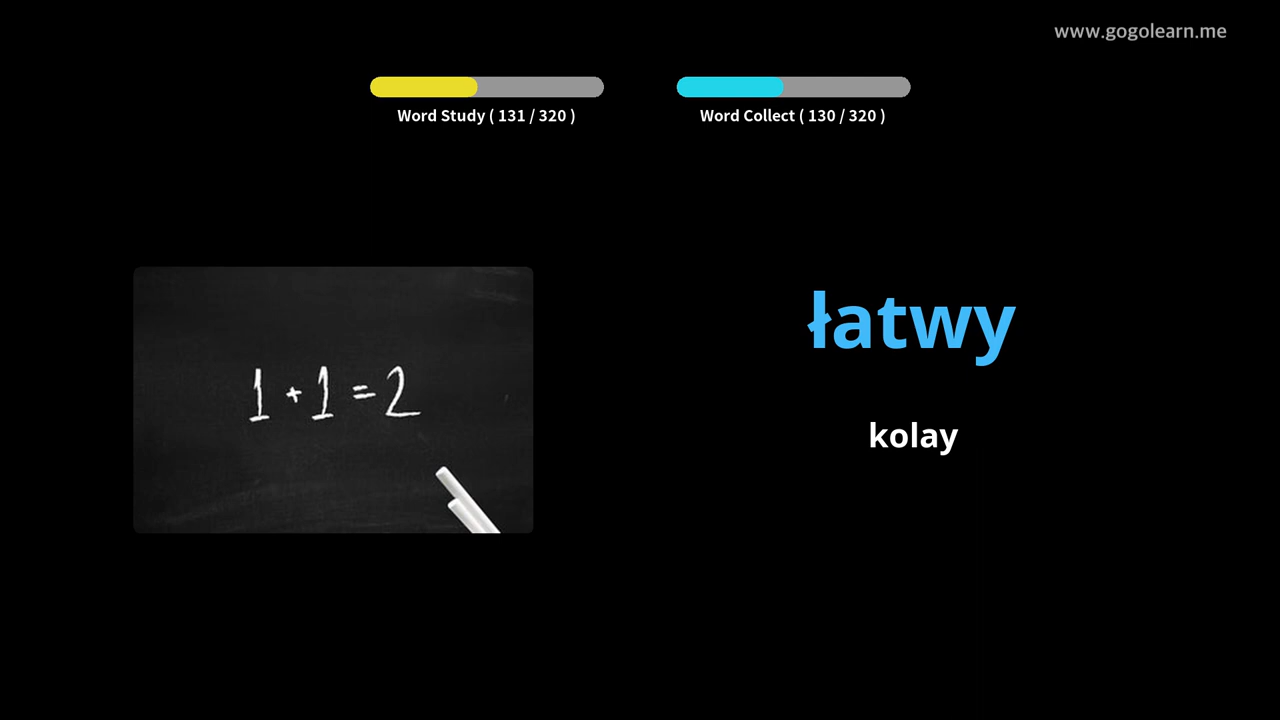 www.gogolearn.me
Word Study ( 131 / 320 )
Word Collect ( 130 / 320 )
1 + 1 = 2
łatwy
kolay